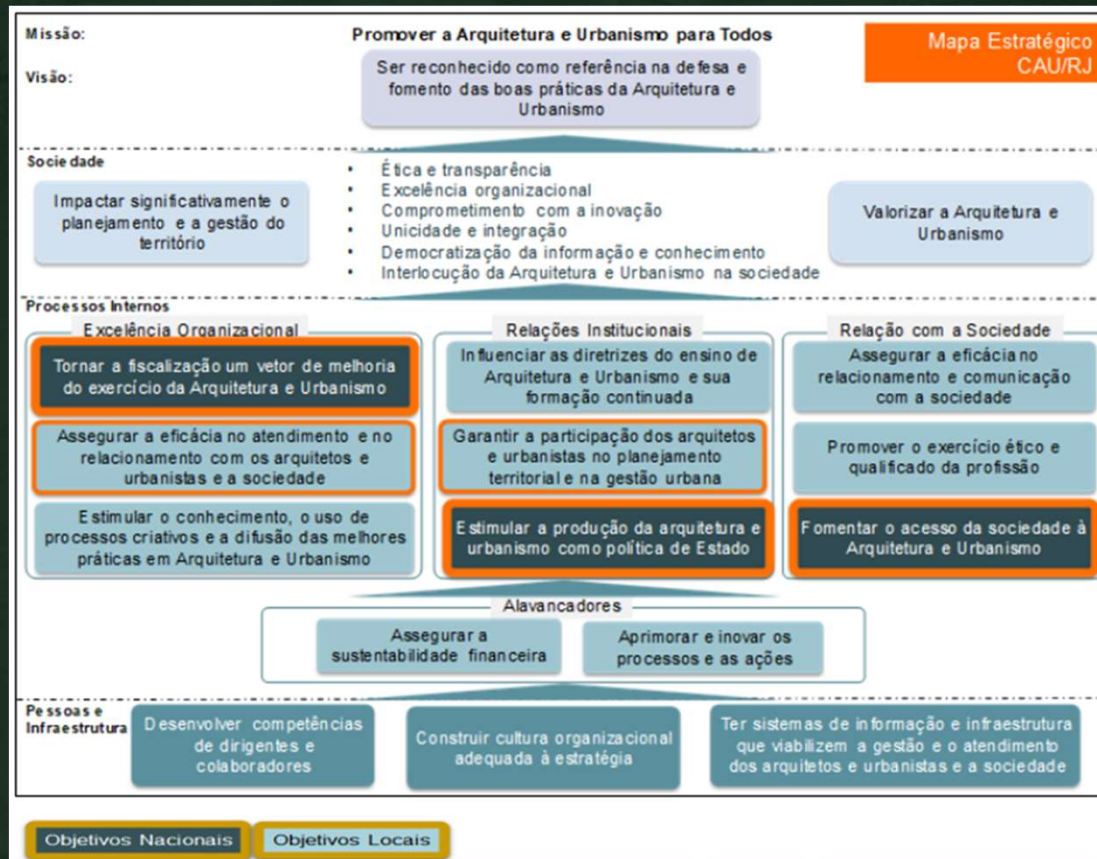 Missão:
Promover a Arquitetura e Urbanismo para Todos
Mapa Estratégico
CAU/RJ
Visão:
Ser reconhecido como referência na defesa e
fomento das boas práticas da Arquitetura e
Urbanismo
Sociedade
Impactar significativamente o
planejamento e a gestão do
território
• Ética e transparência
• Excelência organizacional
• Comprometimento com a inovação
• Unicidade e integração
• Democratização da informação e conhecimento
• Interlocução da Arquitetura e Urbanismo na sociedade
Valorizar a Arquitetura e
Urbanismo
Processos Internos
Excelência Organizacional
Tornar a fiscalização um vetor de melhoria
do exercício da Arquitetura e Urbanismo
Assegurar a eficácia no atendimento e no
relacionamento com os arquitetos e
urbanistas e a sociedade
Estimular o conhecimento, o uso de
processos criativos e a difusão das melhores
práticas em Arquitetura e Urbanismo
Relações Institucionais
Influenciar as diretrizes do ensino de
Arquitetura e Urbanismo e sua
formação continuada
Garantir a participação dos arquitetos
e urbanistas no planejamento
territorial e na gestão urbana
Estimular a produção da arquitetura e
urbanismo como política de Estado
Relação com a Sociedade
Assegurar a eficácia no
relacionamento e comunicação
com a sociedade
Promover o exercício ético e
qualificado da profissão
Fomentar o acesso da sociedade à
Arquitetura e Urbanismo
Alavancadores
Assegurar a
sustentabilidade financeira
Aprimorar e inovar os
processos e as ações
Pessoas e
Infraestrutura
Desenvolver competências
de dirigentes e
colaboradores
Construir cultura organizacional
adequada à estratégia
Ter sistemas de informação e infraestrutura
que viabilizem a gestão e o atendimento
dos arquitetos e urbanistas e a sociedade
Objetivos Nacionais
Objetivos Locais